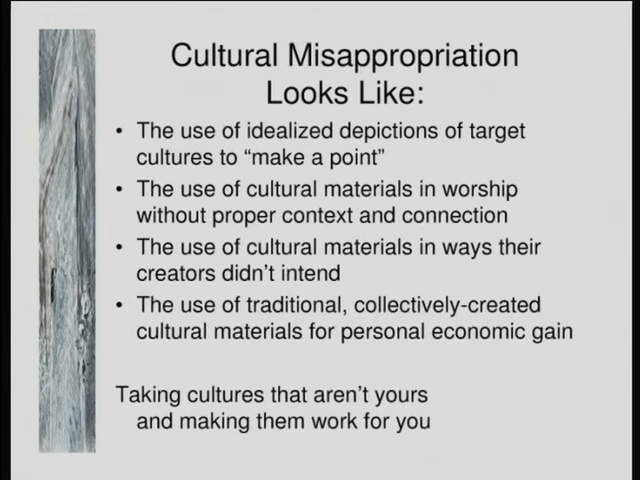 Cultural Misappropriation
Looks Like:
• The use of idealized depictions of target
cultures to “make a point”
• The use of cultural materials in worship
without proper context and connection
• The use of cultural materials in ways their
creators didn’t intend
• The use of traditional, collectively-created
cultural materials for personal economic gain
Taking cultures that aren’t yours
and making them work for you